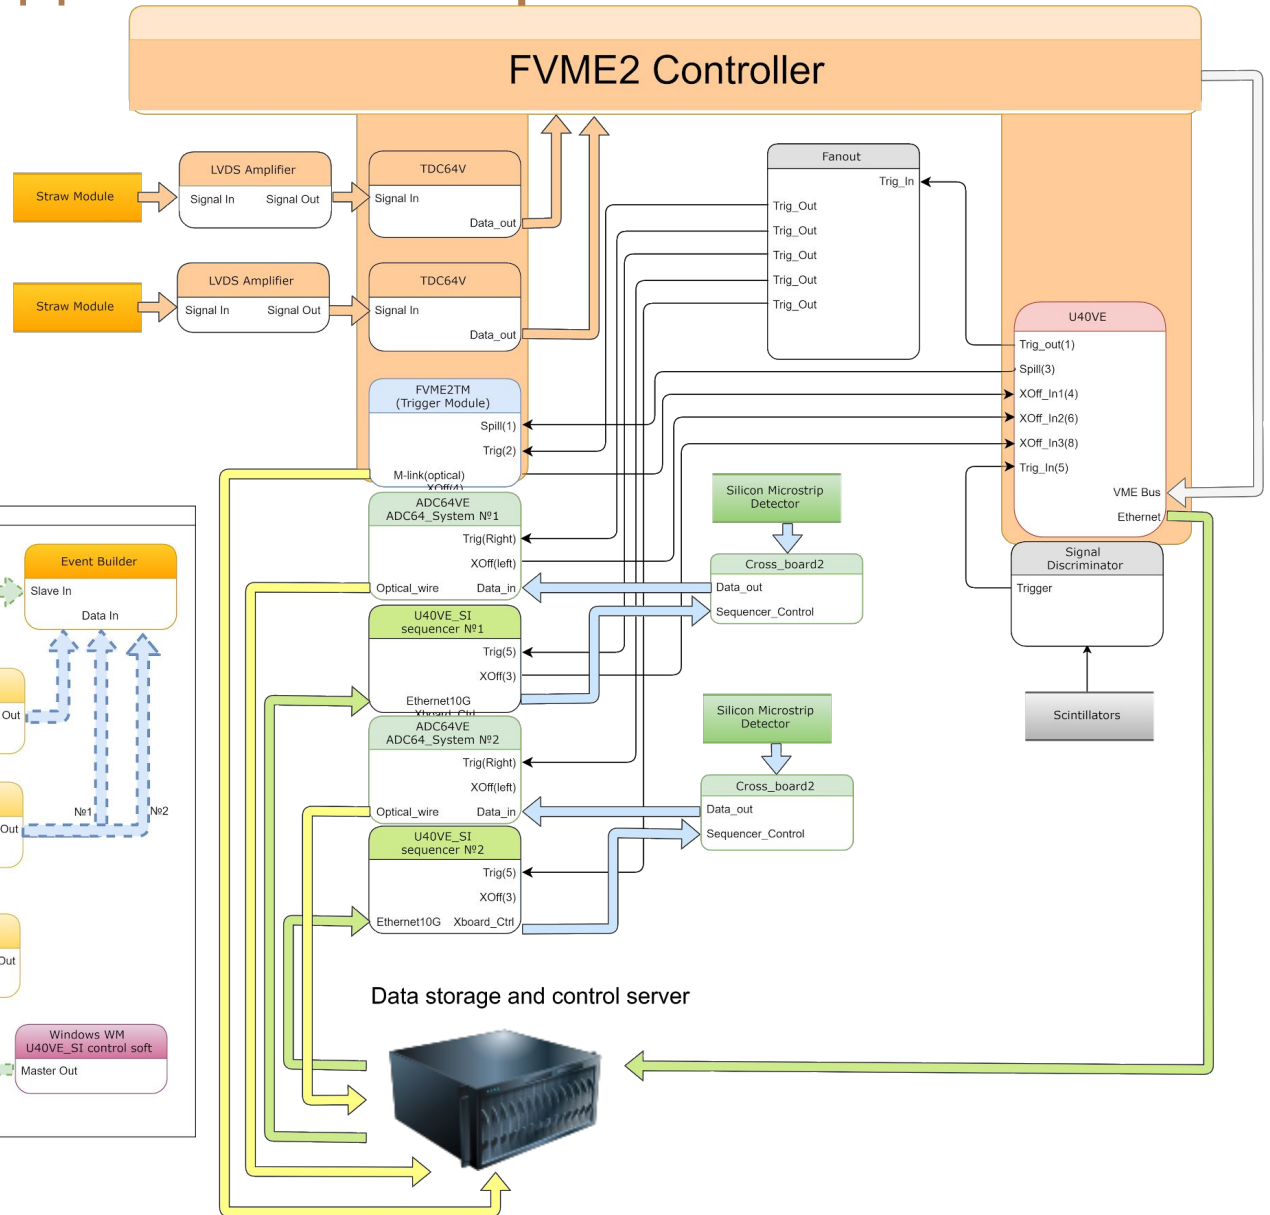 FVME2 Controller
Straw Module
LVDS Amplifier
Signal In Signal Out
TDC64V
Signal In
Data_out
Straw Module
LVDS Amplifier
Signal In Signal Out
TDC64V
Signal In
Data_out
Fanout
Trig_In
Trig_Out
Trig_Out
Trig_Out
Trig_Out
Trig_Out
U40VE
Trig_out(1)
Spill(3)
XOff_In1(4)
XOff_In2(6)
XOff_In3(8)
Trig_In(5)
VME Bus
Ethernet
FVME2TM
(Trigger Module)
Spill(1)
Trig(2)
M-link(optical)
XOff(4)
ADC64VE
ADC64_System №1
Trig(Right)
XOff(left)
Optical_wire Data_in
Silicon Microstrip
Detector
Cross_board2
Data_out
Sequencer_Control
Signal
Discriminator
Trigger
Scintillators
U40VE_SI
sequencer №1
Trig(5)
XOff(3)
Ethernet10G
Xboard_Ctrl
ADC64VE
ADC64_System №2
Trig(Right)
XOff(left)
Optical_wire Data_in
Silicon Microstrip
Detector
Cross_board2
Data_out
Sequencer_Control
U40VE_SI
sequencer №2
Trig(5)
XOff(3)
Ethernet10G Xboard_Ctrl
Event Builder
Slave In
Data In
Out
№1 №2
Out
Out
Windows WM
U40VE_SI control soft
Master Out
Data storage and control server